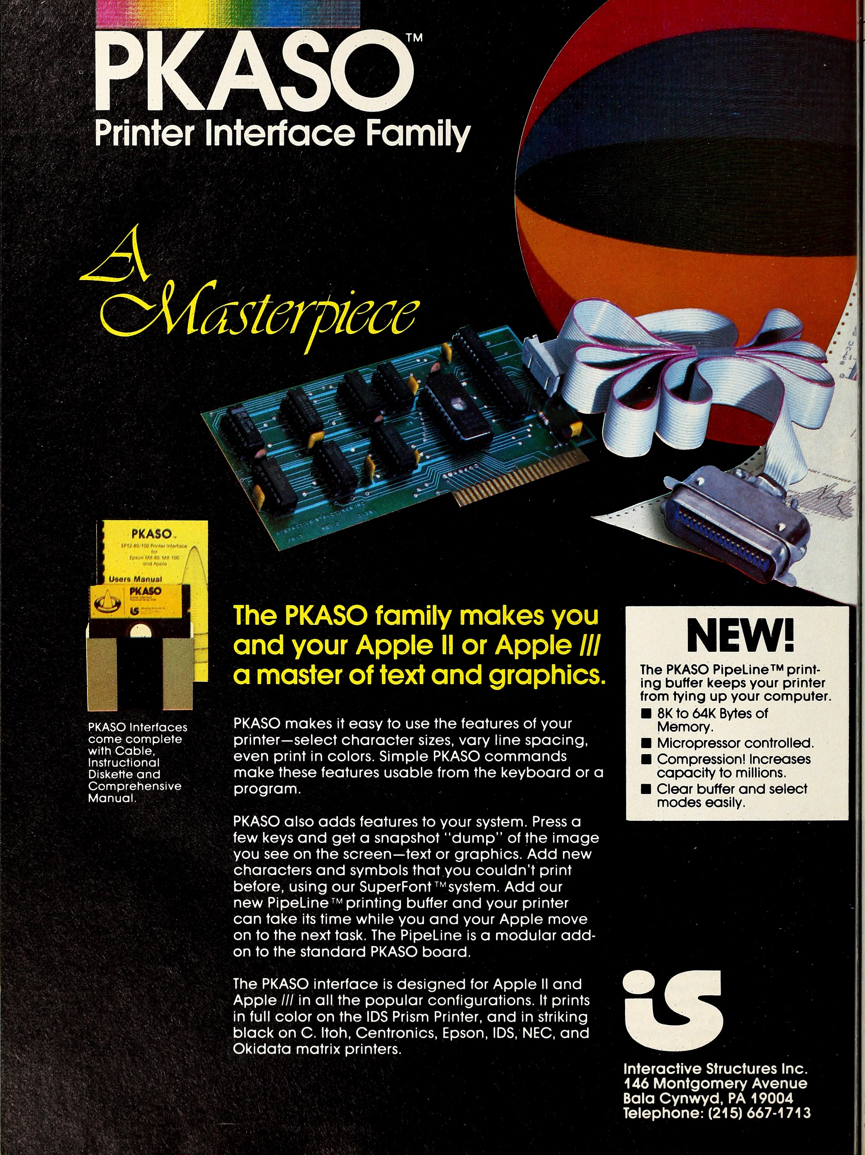 PKASO™
Printer Interface Family
A
Masterpiece
PKASO™
Users Manual
PKASO
is
PKASO Interfaces
come complete
with Cable,
Instructional
Diskette and
Comprehensive
Manual.
The PKASO family makes you
and your Apple II or Apple ///
a master of text and graphics.
PKASO makes it easy to use the features of your
printer—select character sizes, vary line spacing,
even print in colors. Simple PKASO commands
make these features usable from the keyboard or a
program.
PKASO also adds features to your system. Press a
few keys and get a snapshot "dump" of the image
you see on the screen—text or graphics. Add new
characters and symbols that you couldn't print
before, using our SuperFont™ system. Add our
new PipeLine™ printing buffer and your printer
can take its time while you and your Apple move
on to the next task. The PipeLine is a modular add-
on to the standard PKASO board.
The PKASO interface is designed for Apple II and
Apple /// in all the popular configurations. It prints
in full color on the IDS Prism Printer, and in striking
black on C. Itoh, Centronics, Epson, IDS, NEC, and
Okidata matrix printers.
NEW!
The PKASO PipeLine™ print-
ing buffer keeps your printer
from tying up your computer.
■ 8K to 64K Bytes of
Memory.
■ Micropressor controlled.
■ Compression! Increases
capacity to millions.
■ Clear buffer and select
modes easily.
is
Interactive Structures Inc.
146 Montgomery Avenue
Bala Cynwyd, PA 19004
Telephone: (215) 667-1713